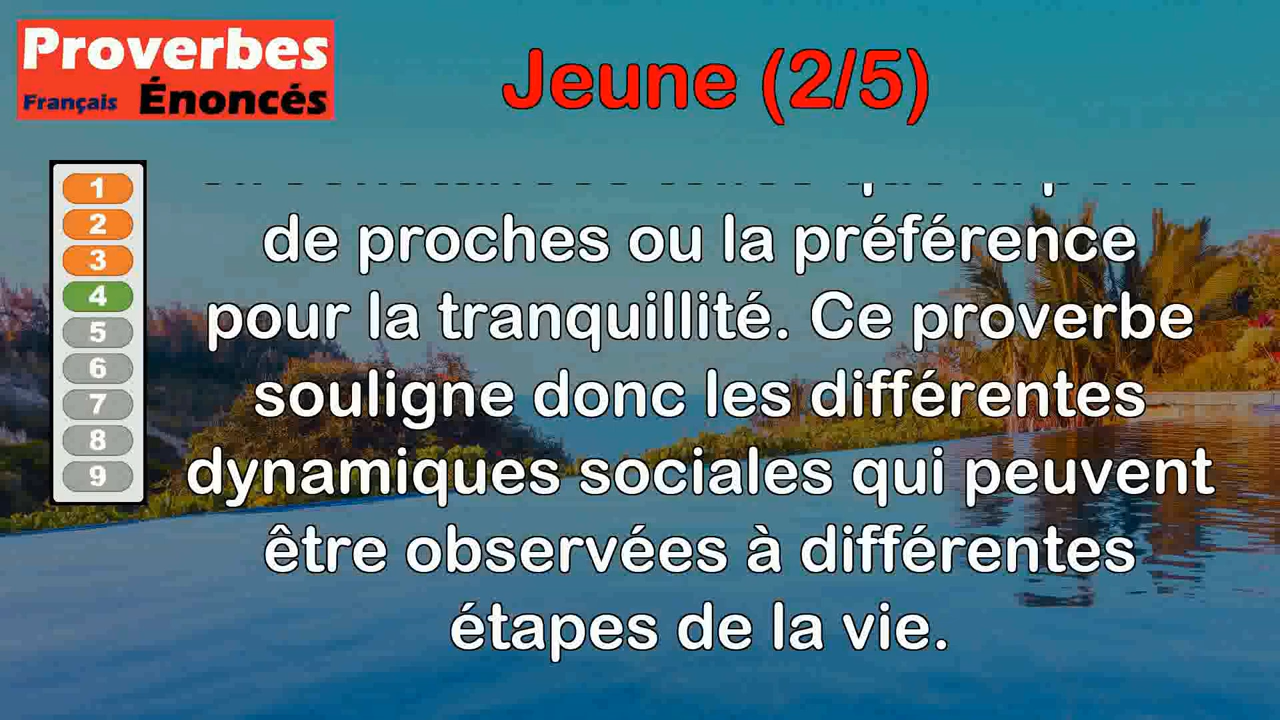 Proverbes
Français Énoncés
Jeune (2/5)
1
2
3
4
5
6
7
8
9
de proches ou la préférence
pour la tranquillité. Ce proverbe
souligne donc les différentes
dynamiques sociales qui peuvent
être observées à différentes
étapes de la vie.